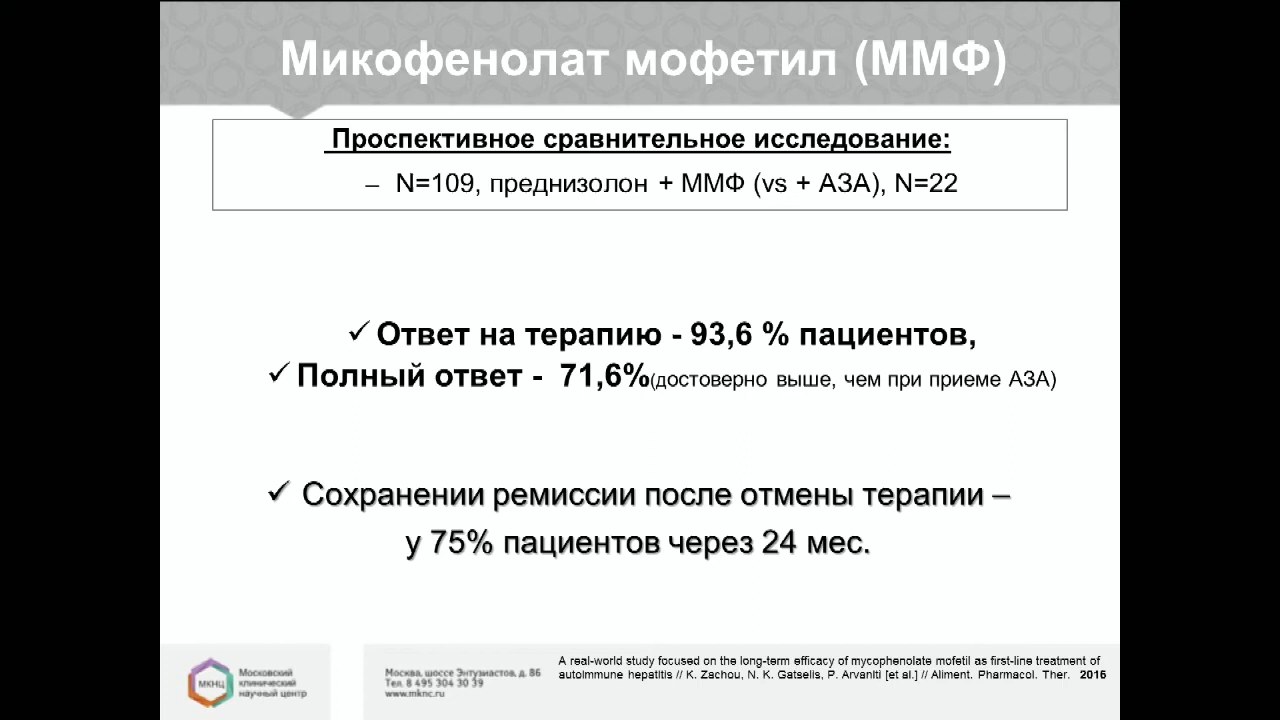 Микофенолат мофетил (ММФ)
Проспективное сравнительное исследование:
– N=109, преднизолон + ММФ (vs + АЗА), N=22
✓ Ответ на терапию - 93,6 % пациентов,
✓ Полный ответ - 71,6%(достоверно выше, чем при приеме АЗА)
✓ Сохранении ремиссии после отмены терапии –
у 75% пациентов через 24 мес.
МКНЦ
Московский
клинический
научный центр
Москва, шоссе Энтузиастов, д. 86
Тел. 8 495 304 30 39
www.mknc.ru
A real-world study focused on the long-term efficacy of mycophenolate mofetil as first-line treatment of
autoimmune hepatitis // K. Zachou, N. K. Gatselis, P. Arvaniti [et al.] // Aliment. Pharmacol. Ther. 2016